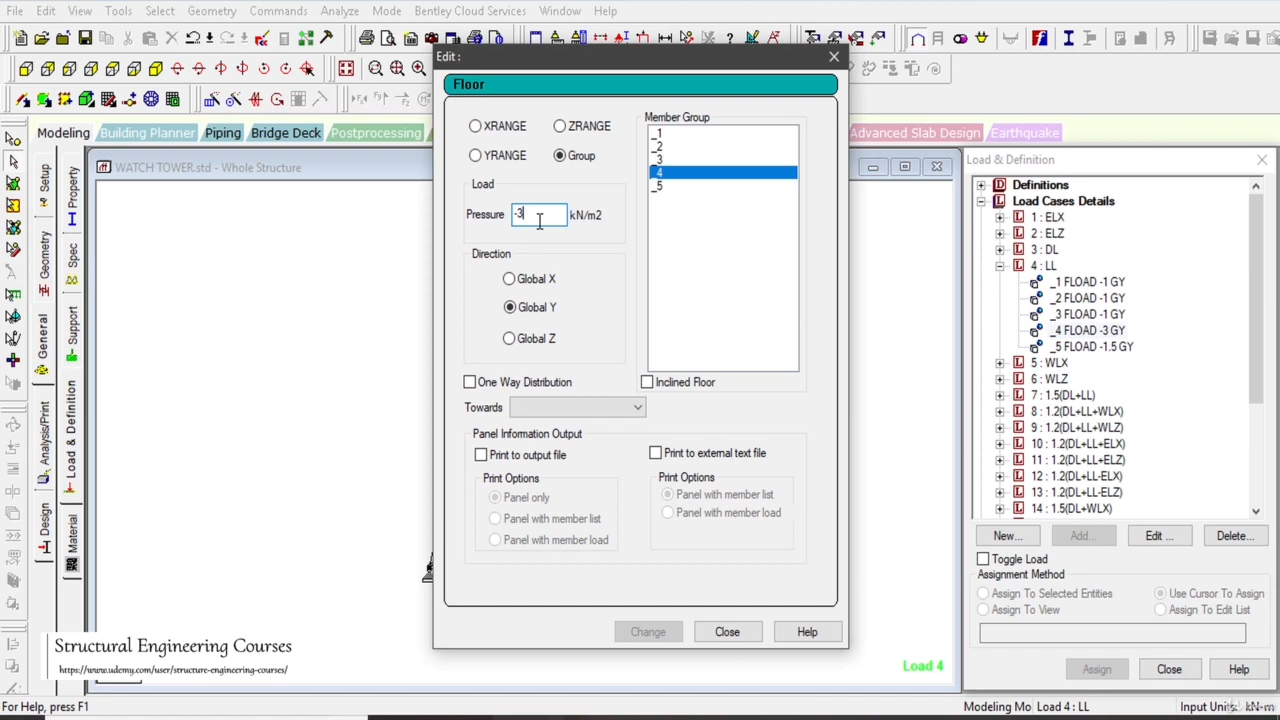 File Edit View Tools Select Geometry Commands Analyze Mode Bentley Cloud Services Window Help
Edit :
Floor
Modeling Building Planner Piping Bridge Deck Postprocessing Advanced Slab Design Earthquake
WATCH TOWER.std - Whole Structure
Setup
Geometry
General
Analysis/Print
Design
Property
Spec
Support
Load & Definition
Material
XRANGE ZRANGE
YRANGE Group
Load
Pressure -3 kN/m2
Direction
Global X
Global Y
Global Z
One Way Distribution
Towards
Member Group
_1
_2
_3
_4
_5
Inclined Floor
Panel Information Output
Print to output file
Print Options
Panel only
Panel with member list
Panel with member load
Print to external text file
Print Options
Panel with member list
Panel with member load
Change Close Help
Load & Definition
Definitions
Load Cases Details
1 : ELX
2 : ELZ
3 : DL
4 : LL
_1 FLOAD -1 GY
_2 FLOAD -1 GY
_3 FLOAD -1 GY
_4 FLOAD -3 GY
_5 FLOAD -1.5 GY
5 : WLX
6 : WLZ
7 : 1.5(DL+LL)
8 : 1.2(DL+LL+WLX)
9 : 1.2(DL+LL+WLZ)
10 : 1.2(DL+LL+ELX)
11 : 1.2(DL+LL+ELZ)
12 : 1.2(DL+LL-ELX)
13 : 1.2(DL+LL-ELZ)
14 : 1.5(DL+WLX)
New... Add... Edit ... Delete...
Toggle Load
Assignment Method
Assign To Selected Entities Use Cursor To Assign
Assign To View Assign To Edit List
Assign Close Help
Structural Engineering Courses
https://www.udemy.com/user/structure-engineering-courses/
Load 4
For Help, press F1 Modeling Mo Load 4 : LL Input Units: kN-m